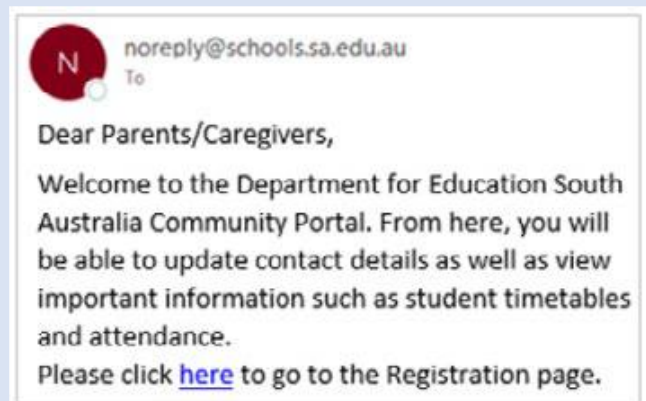 N
noreply@schools.sa.edu.au
To
Dear Parents/Caregivers,
Welcome to the Department for Education South
Australia Community Portal. From here, you will
be able to update contact details as well as view
important information such as student timetables
and attendance.
Please click here to go to the Registration page.